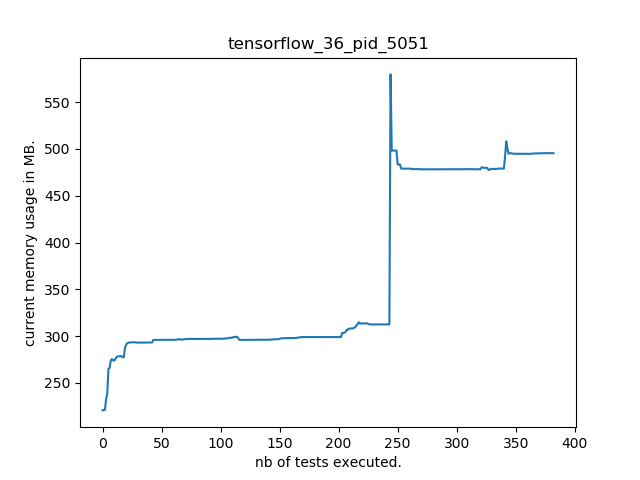 tensorflow_36_pid_5051
current memory usage in MB.
550
500
450
400
350
300
250
0 50 100 150 200 250 300 350 400
nb of tests executed.